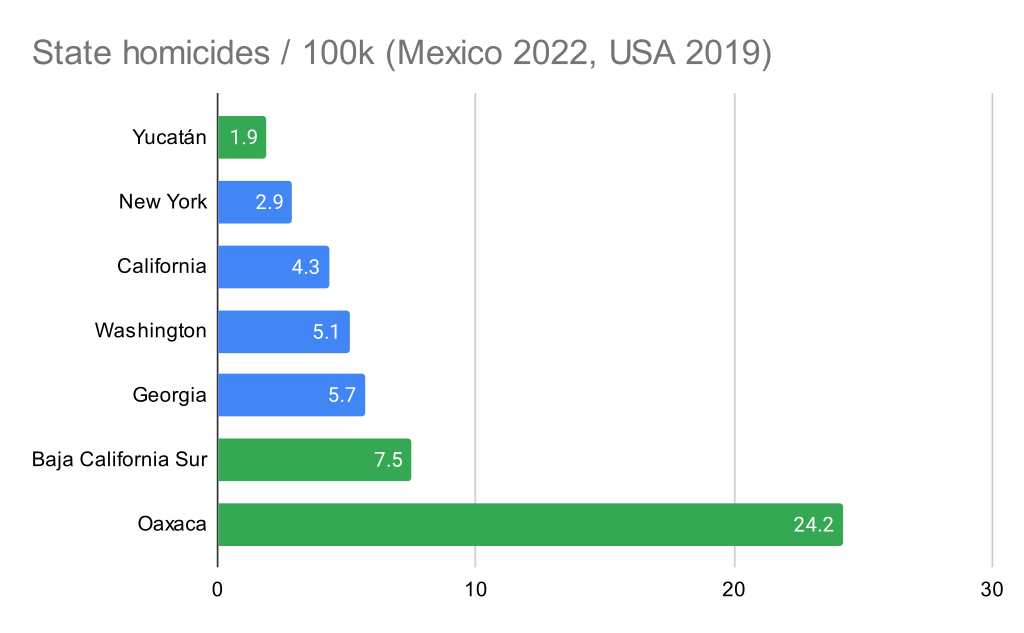 State homicides / 100k (Mexico 2022, USA 2019)
Yucatán 1.9
New York 2.9
California 4.3
Washington 5.1
Georgia 5.7
Baja California Sur 7.5
Oaxaca 24.2
0 10 20 30